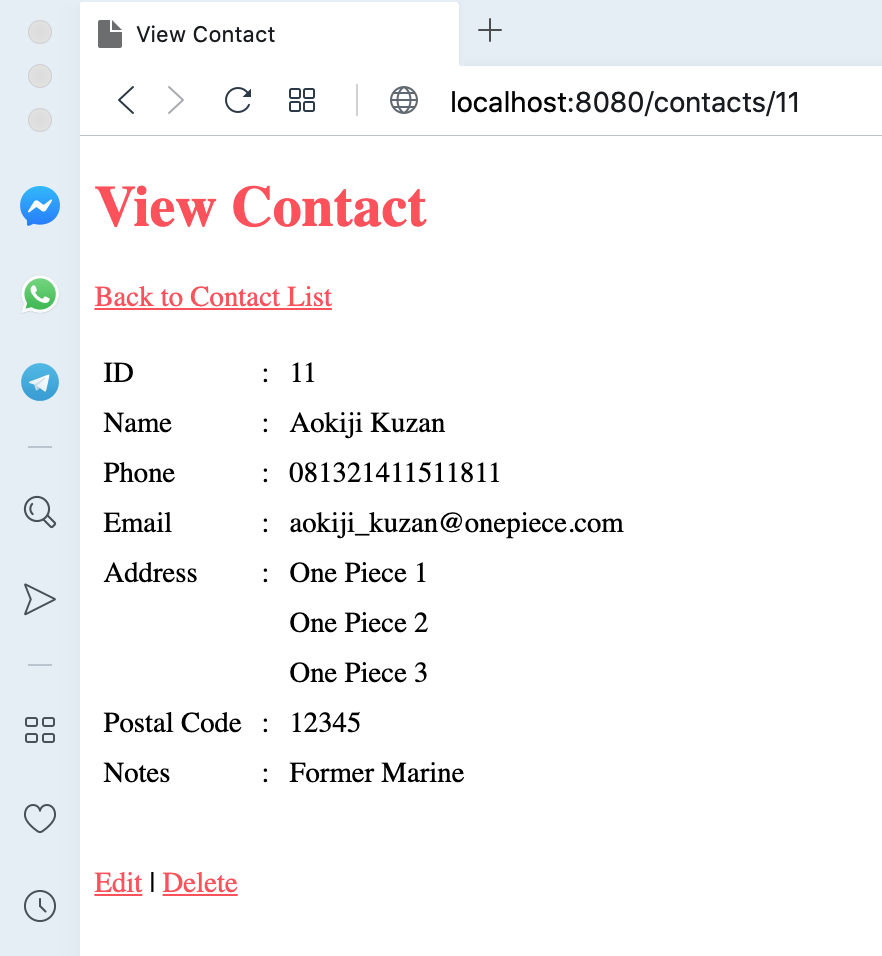 View Contact
localhost:8080/contacts/11
View Contact
Back to Contact List
ID : 11
Name : Aokiji Kuzan
Phone : 081321411511811
Email : aokiji_kuzan@onepiece.com
Address : One Piece 1
One Piece 2
One Piece 3
Postal Code : 12345
Notes : Former Marine
Edit | Delete